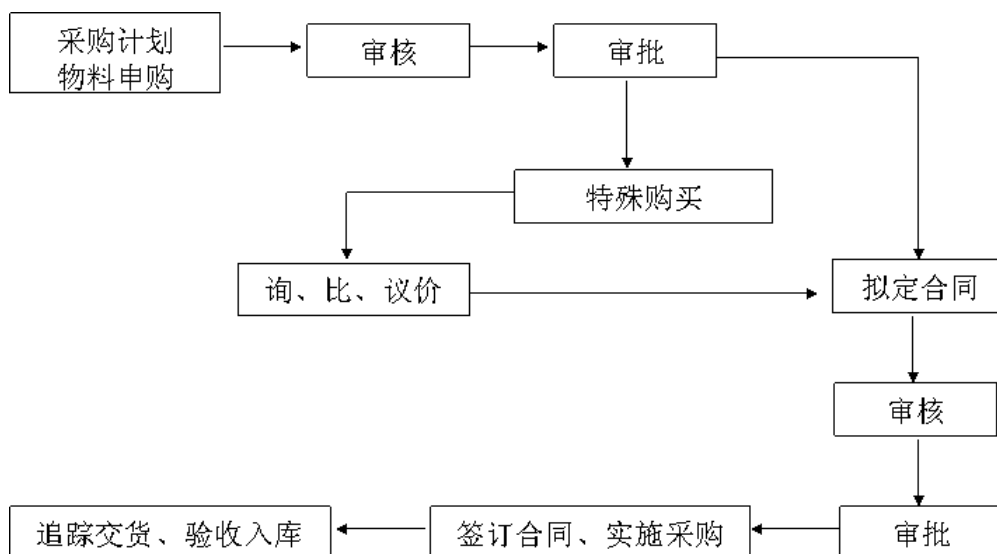 采购计划
物料申购
审核
审批
特殊购买
询、比、议价
拟定合同
审核
审批
签订合同、实施采购
追踪交货、验收入库